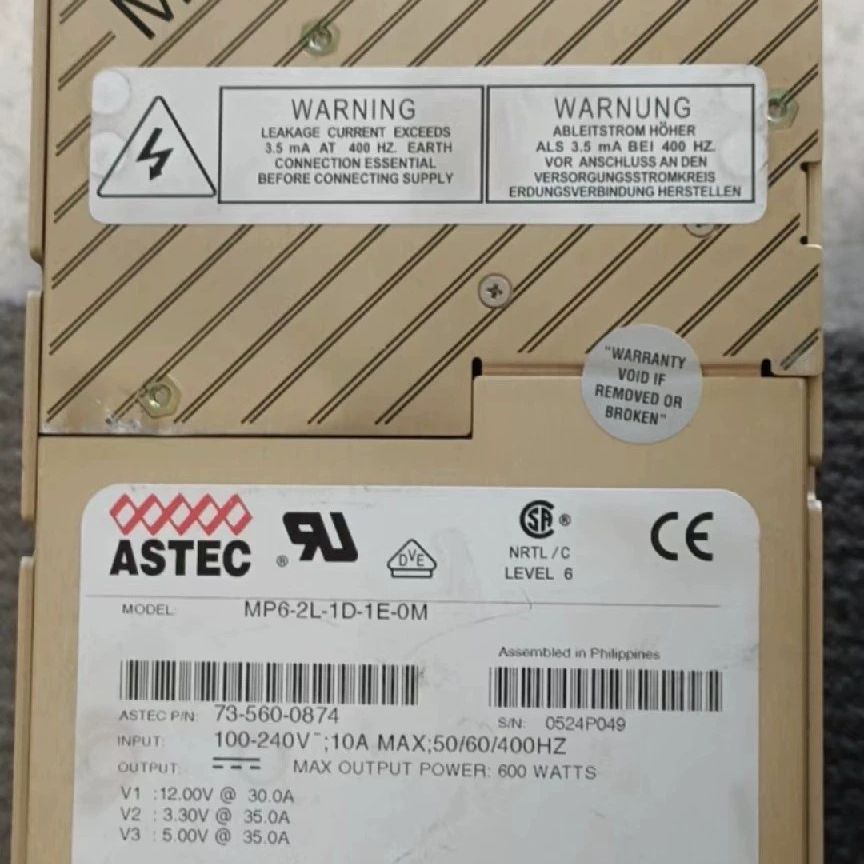 WARNING
LEAKAGE CURRENT EXCEEDS
3.5 mA AT 400 HZ. EARTH
CONNECTION ESSENTIAL
BEFORE CONNECTING SUPPLY
WARNUNG
ABLEITSTROM HÖHER
ALS 3.5 mA BEI 400 HZ.
VOR ANSCHLUSS AN DEN
VERSORGUNGSSTROMKREIS
ERDUNGSVERBINDUNG HERSTELLEN
"WARRANTY
VOID IF
REMOVED OR
BROKEN"
ASTEC
® RU
DVE
SA ®
NRTL/C
LEVEL 6
CE
MODEL: MP6-2L-1D-1E-0M
Assembled in Philippines
ASTEC P/N: 73-560-0874
S/N: 0524P049
INPUT: 100-240V~;10A MAX;50/60/400HZ
OUTPUT: MAX OUTPUT POWER: 600 WATTS
V1 :12.00V @ 30.0A
V2 : 3.30V @ 35.0A
V3 : 5.00V @ 35.0A